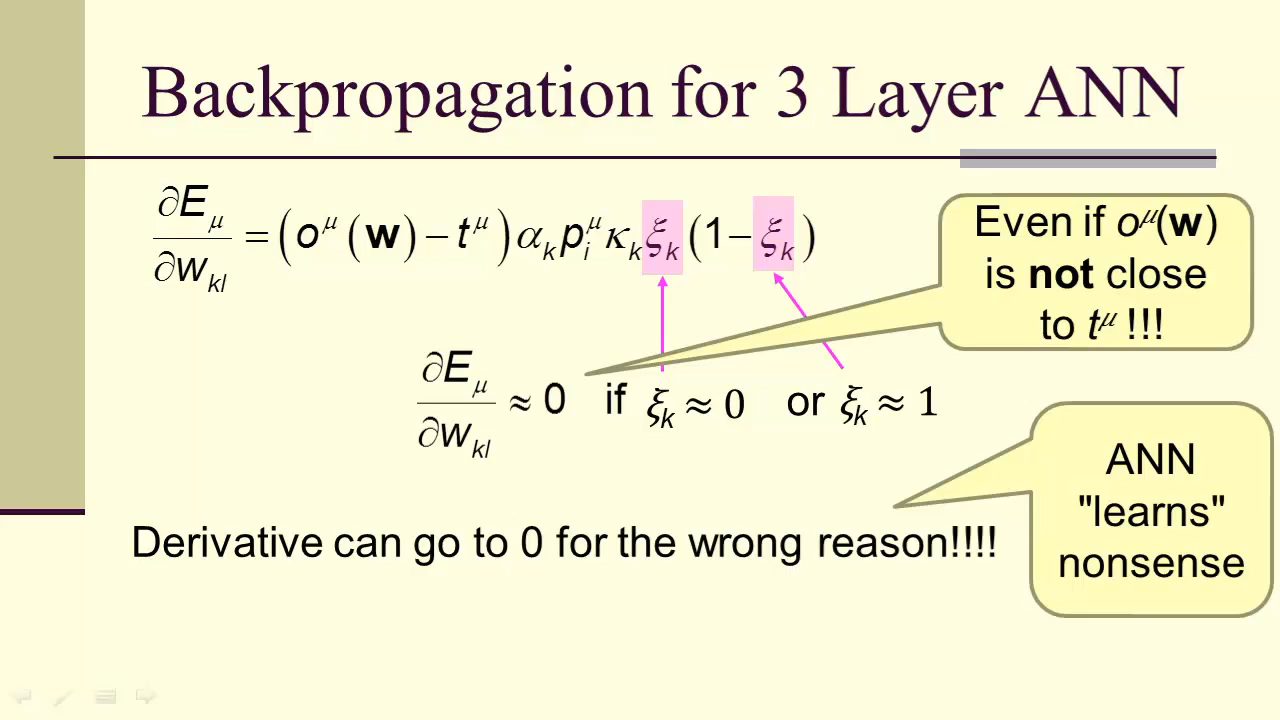 Backpropagation for 3 Layer ANN
∂E_μ/∂w_kl = (o^μ(w) − t^μ) α_k p_i^μ κ_k ξ_k (1 − ξ_k)
Even if o^μ(w)
is not close
to t^μ !!!
∂E_μ/∂w_kl ≈ 0 if ξ_k ≈ 0 or ξ_k ≈ 1
ANN
"learns"
nonsense
Derivative can go to 0 for the wrong reason!!!!